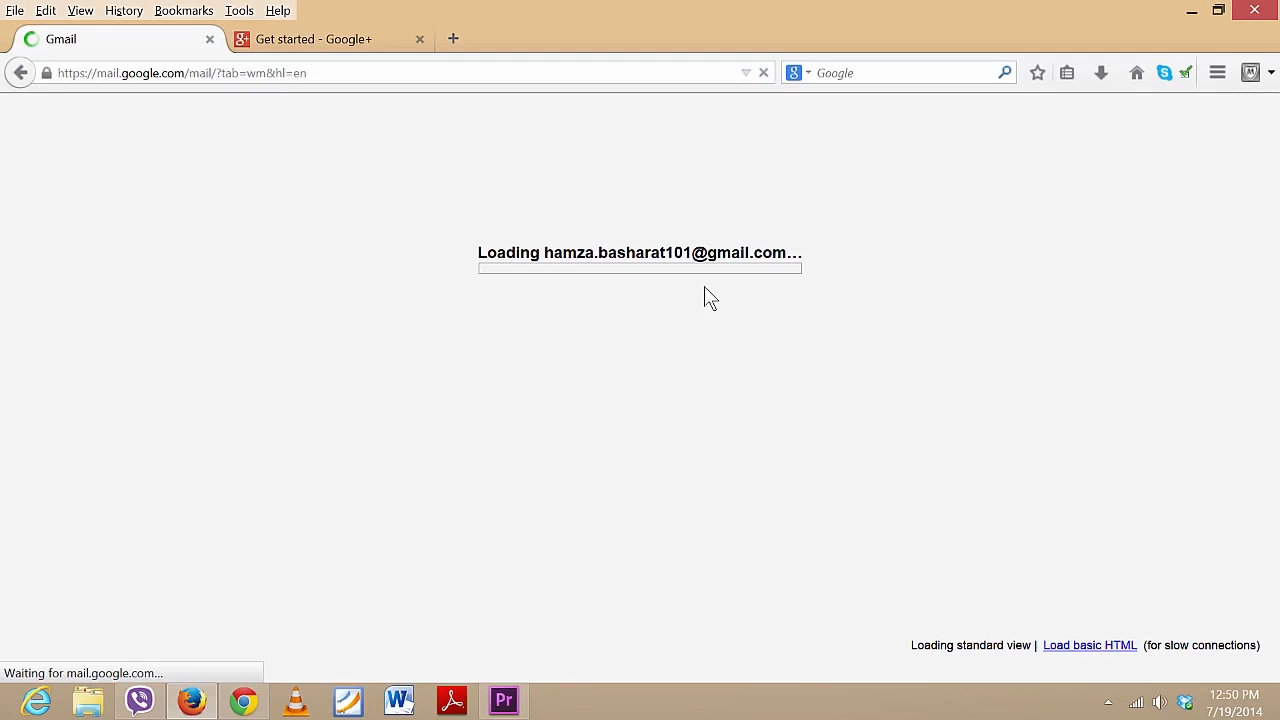 File Edit View History Bookmarks Tools Help
Gmail
Get started - Google+
https://mail.google.com/mail/?tab=wm&hl=en
Google
Loading hamza.basharat101@gmail.com...
Loading standard view | Load basic HTML (for slow connections)
Waiting for mail.google.com...
12:50 PM
7/19/2014